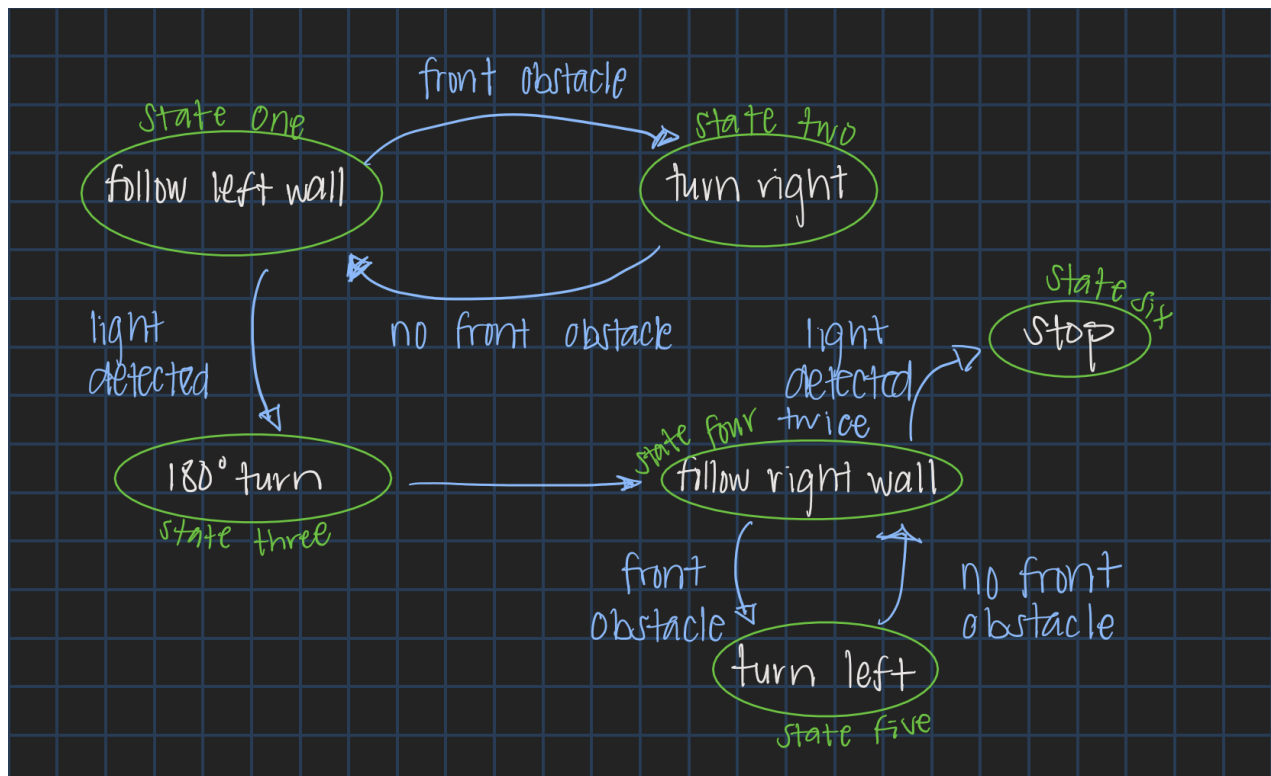 front obstacle
state one
state two
follow left wall
turn right
light
detected
no front obstacle
light
detected
twice
state six
stop
180° turn
state three
state four
follow right wall
front
obstacle
no front
obstacle
turn left
state five